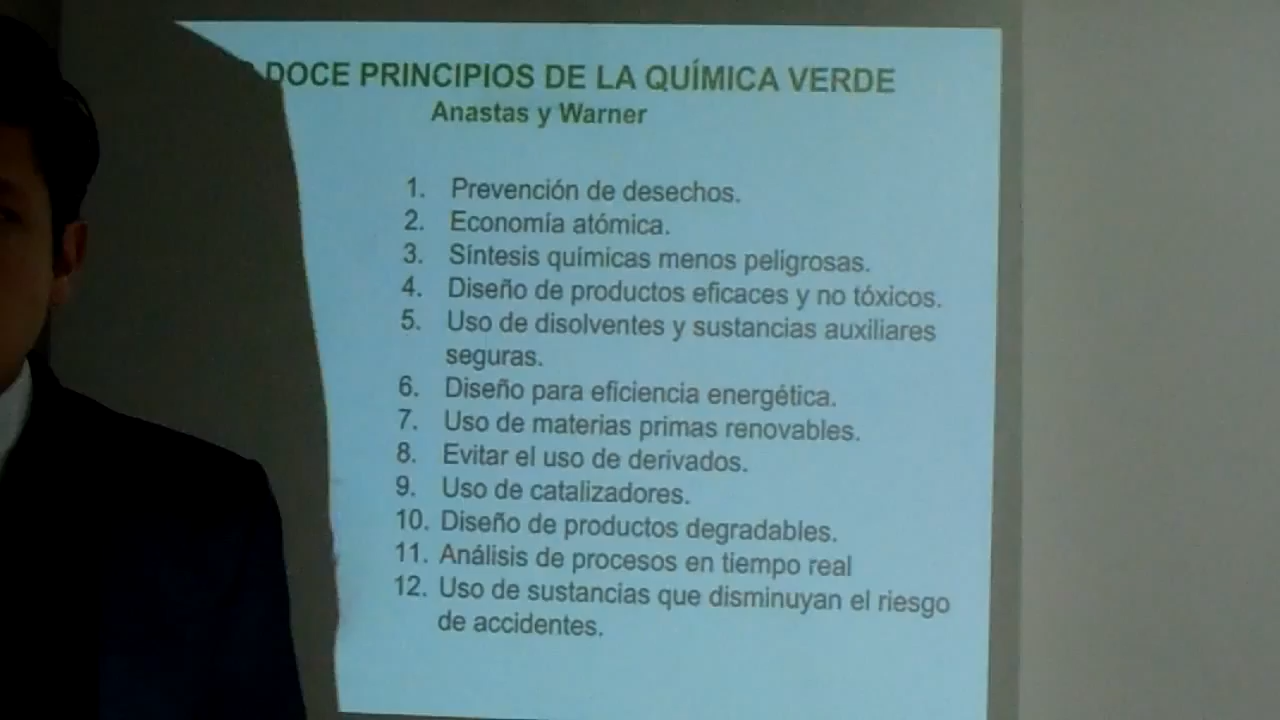 DOCE PRINCIPIOS DE LA QUÍMICA VERDE
Anastas y Warner
1. Prevención de desechos.
2. Economía atómica.
3. Síntesis químicas menos peligrosas.
4. Diseño de productos eficaces y no tóxicos.
5. Uso de disolventes y sustancias auxiliares
seguras.
6. Diseño para eficiencia energética.
7. Uso de materias primas renovables.
8. Evitar el uso de derivados.
9. Uso de catalizadores.
10. Diseño de productos degradables.
11. Análisis de procesos en tiempo real
12. Uso de sustancias que disminuyan el riesgo
de accidentes.